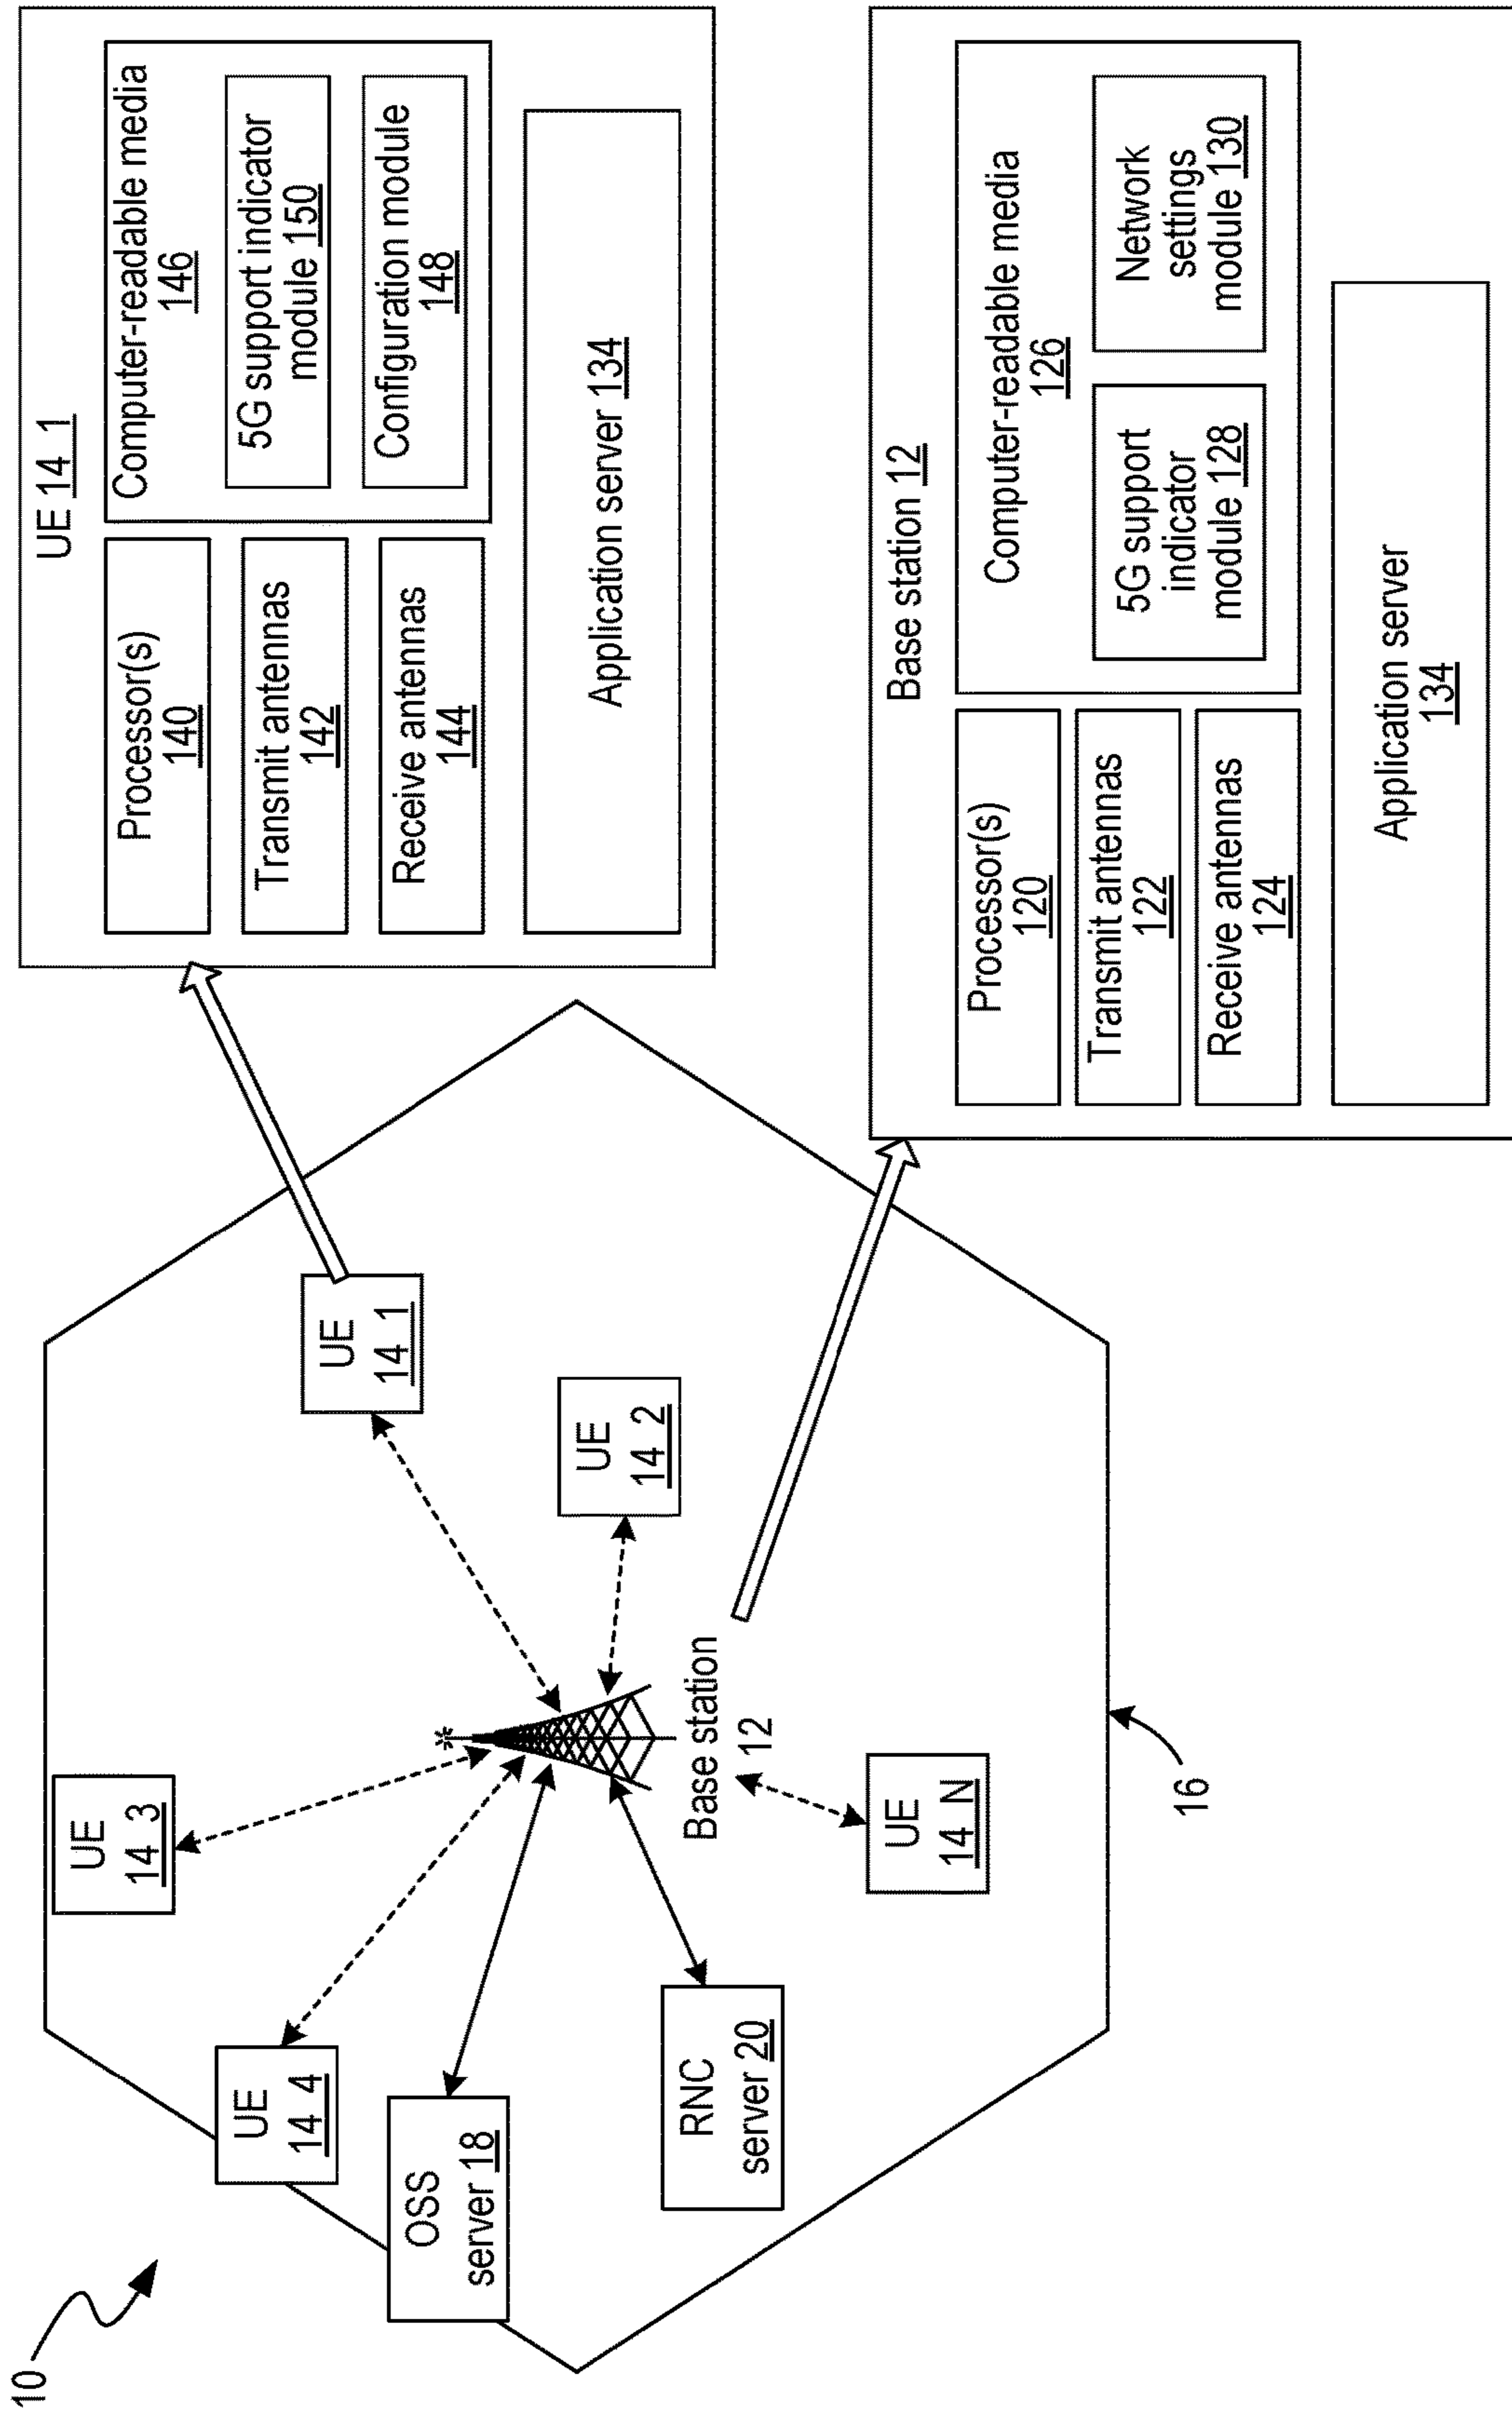 10
UE
14_4
OSS
server 18
RNC
server 20
UE
14_3
Base station
12
UE
14_N
16
UE
14_1
UE
14_2
UE 14_1
Processor(s)
140
Transmit antennas
142
Receive antennas
144
Computer-readable media
146
5G support indicator
module 150
Configuration module
148
Application server 134
Base station 12
Processor(s)
120
Transmit antennas
122
Receive antennas
124
Computer-readable media
126
5G support
indicator
module 128
Network
settings
module 130
Application server
134